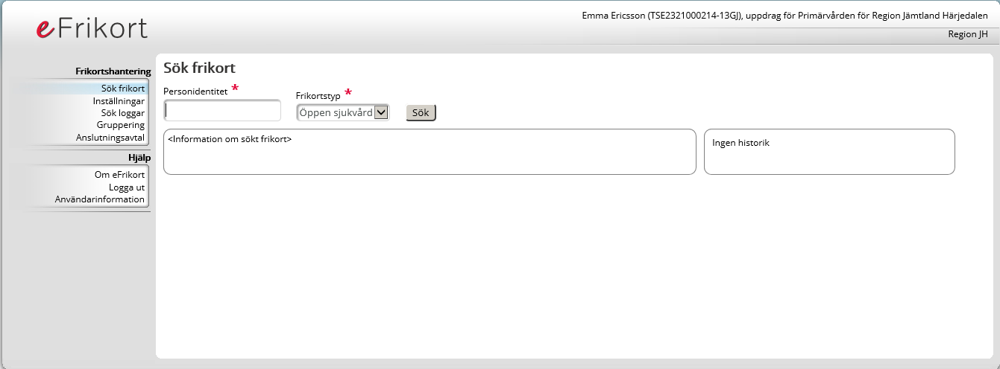 eFrikort
Emma Ericsson (TSE2321000214-13GJ), uppdrag för Primärvården för Region Jämtland Härjedalen
Region JH
Frikortshantering
Sök frikort
Inställningar
Sök loggar
Gruppering
Anslutningsavtal
Hjälp
Om eFrikort
Logga ut
Användarinformation
Sök frikort
Personidentitet *
Frikortstyp *
Öppen sjukvård
Sök
<Information om sökt frikort>
Ingen historik